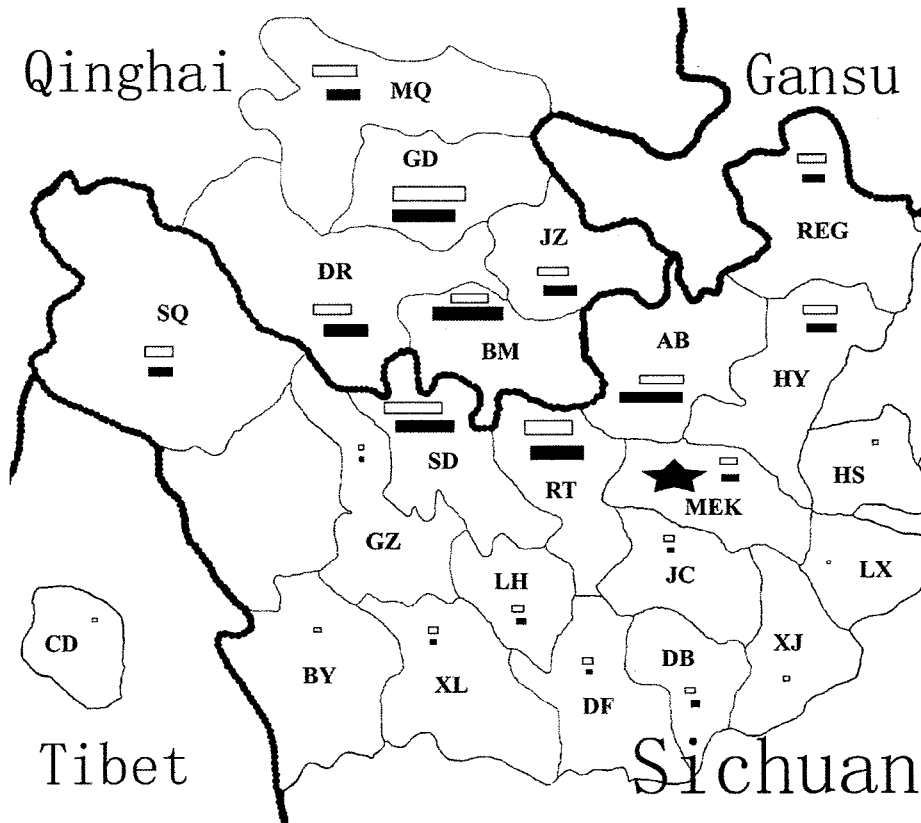 Qinghai
Gansu
MQ
GD
REG
JZ
DR
SQ
AB
BM
HY
SD
HS
RT
MEK
GZ
LX
JC
LH
CD
XJ
DB
BY
XL
DF
Tibet
Sichuan